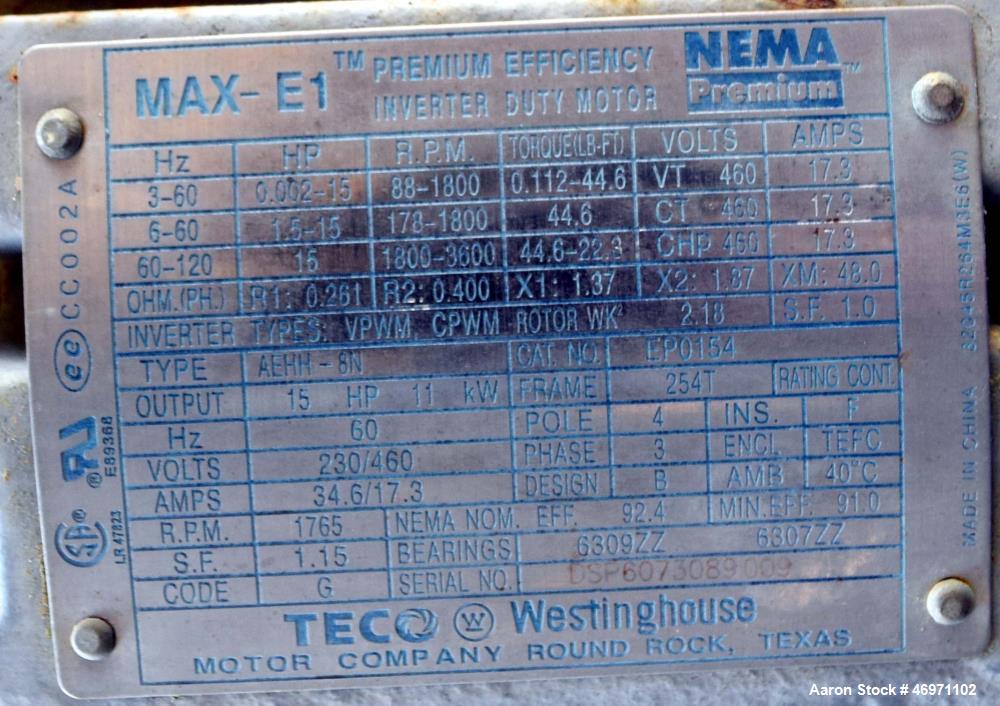 MAX-E1™ PREMIUM EFFICIENCY NEMA
INVERTER DUTY MOTOR Premium™
Hz HP R.P.M. TORQUE(LB-FT) VOLTS AMPS
3-60 0.002-15 88-1800 0.112-44.6 VT 460 17.3
6-60 1.5-15 178-1800 44.6 CT 460 17.3
60-120 15 1800-3600 44.6-22.3 CHP 460 17.3
OHM.(PH.) R1: 0.261 R2: 0.400 X1: 1.37 X2: 1.87 XM: 48.0
INVERTER TYPES: VPWM CPWM ROTOR WK² 2.18 S.F. 1.0
TYPE AEHH-8N CAT. NO. EP0154
OUTPUT 15 HP 11 kW FRAME 254T RATING CONT.
Hz 60 POLE 4 INS. F
VOLTS 230/460 PHASE 3 ENCL TEFC
AMPS 34.6/17.3 DESIGN B AMB 40°C
R.P.M. 1765 NEMA NOM. EFF. 92.4 MIN.EFF. 91.0
S.F. 1.15 BEARINGS 6309ZZ 6307ZZ
CODE G SERIAL NO. DSP6073089 009
TECO W Westinghouse
MOTOR COMPANY ROUND ROCK, TEXAS
ee CC002A
RU® E89368
SA® LR 47823
MADE IN CHINA
Aaron Stock # 46971102